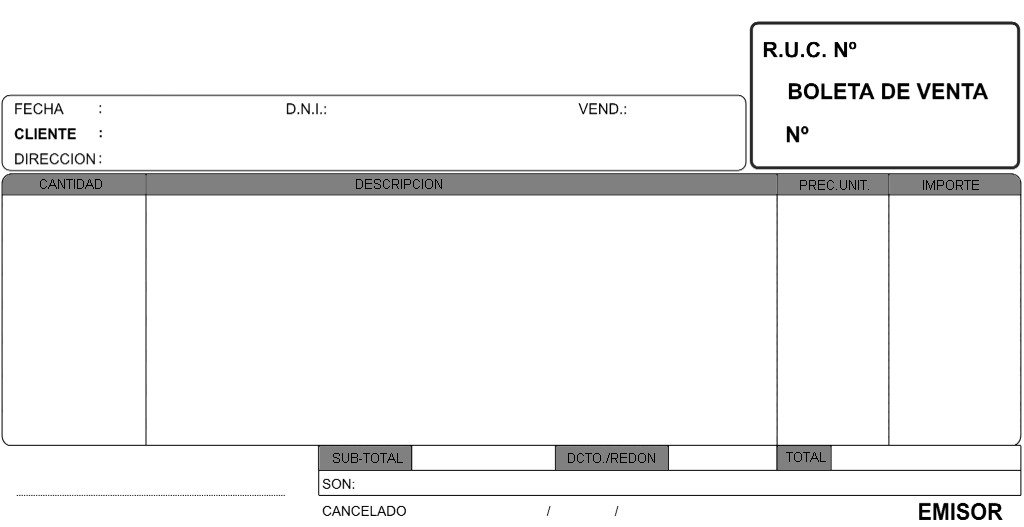 R.U.C. Nº
BOLETA DE VENTA
Nº
FECHA : D.N.I.: VEND.:
CLIENTE :
DIRECCION:
CANTIDAD DESCRIPCION PREC.UNIT. IMPORTE
SUB-TOTAL DCTO./REDON TOTAL
SON:
CANCELADO / /
EMISOR